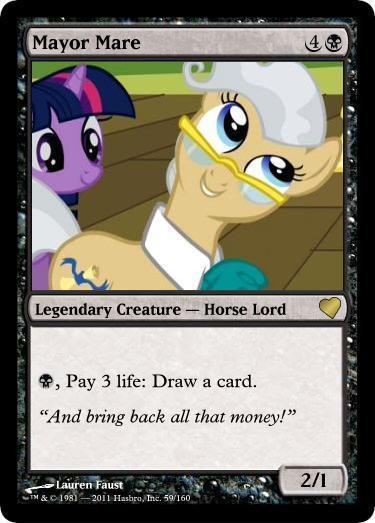 Mayor Mare 4
Legendary Creature — Horse Lord
, Pay 3 life: Draw a card.
“And bring back all that money!”
Lauren Faust
™ & © 1981 — 2011 Hasbro, Inc. 59/160
2/1